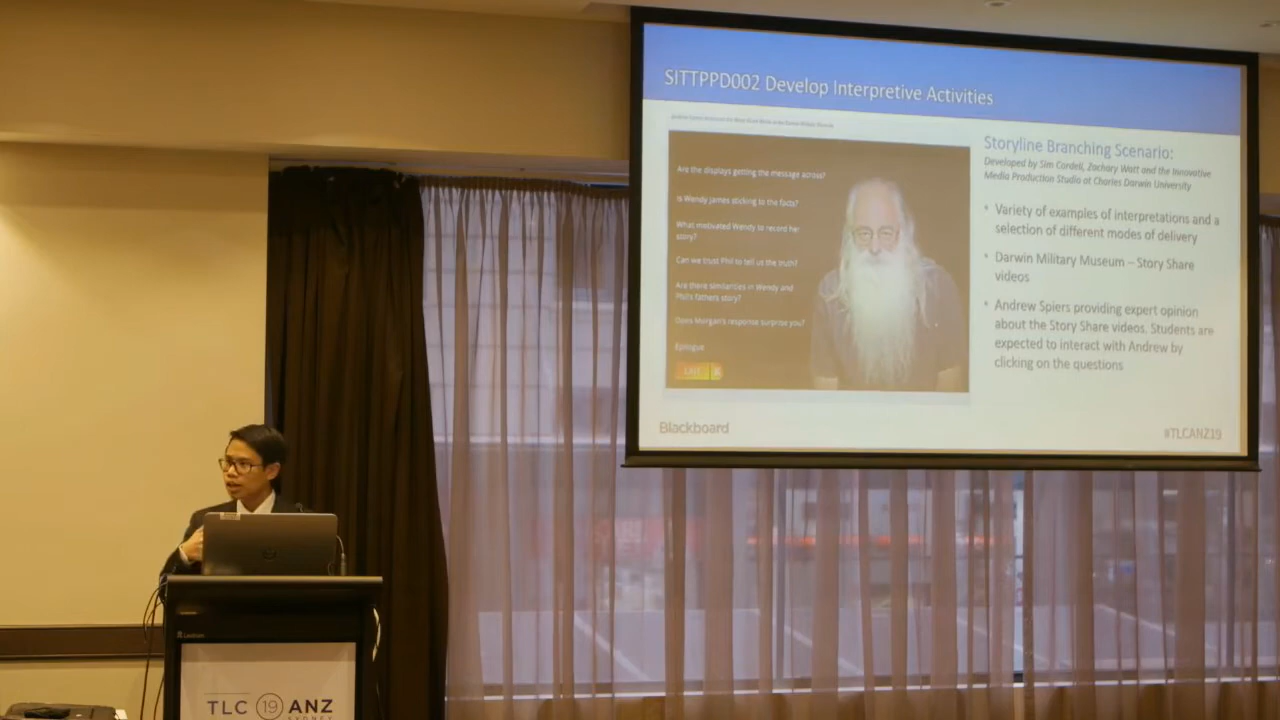 SITTPPD002 Develop Interpretive Activities
Are the displays getting the message across?
Is Wendy james sticking to the facts?
What motivated Wendy to record her
story?
Can we trust Phil to tell us the truth?
Are there similarities in Wendy and
Phil's fathers story?
Does Morgan's response surprise you?
Epilogue
EXIT X
Storyline Branching Scenario:
Developed by Sim Cordell, Zachary Watt and the Innovative
Media Production Studio at Charles Darwin University
• Variety of examples of interpretations and a
selection of different modes of delivery
• Darwin Military Museum – Story Share
videos
• Andrew Spiers providing expert opinion
about the Story Share videos. Students are
expected to interact with Andrew by
clicking on the questions
Blackboard
#TLCANZ19
Lectrum
TLC 19 ANZ
SYDNEY